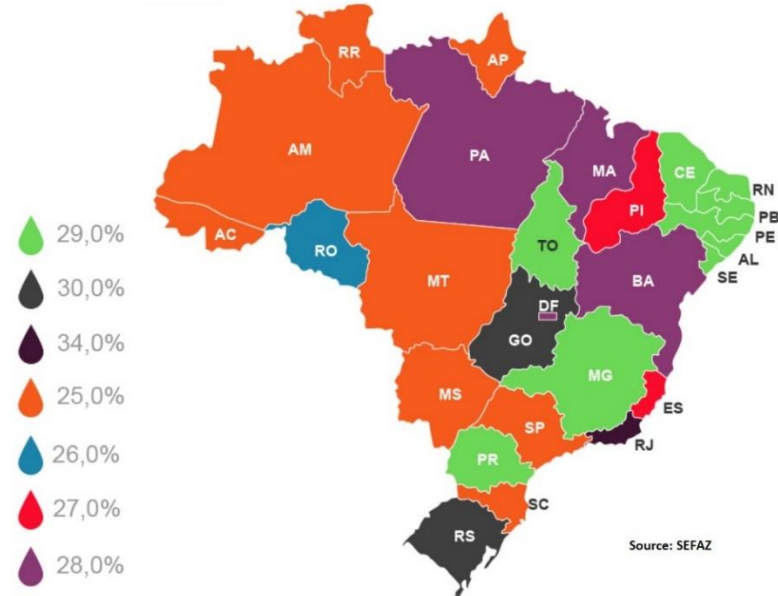 29,0%
30,0%
34,0%
25,0%
26,0%
27,0%
28,0%
RR
AP
AM
PA
MA
CE
RN
PI
PB
PE
AL
SE
AC
RO
TO
MT
BA
DF
GO
MG
MS
ES
SP
RJ
PR
SC
RS
Source: SEFAZ